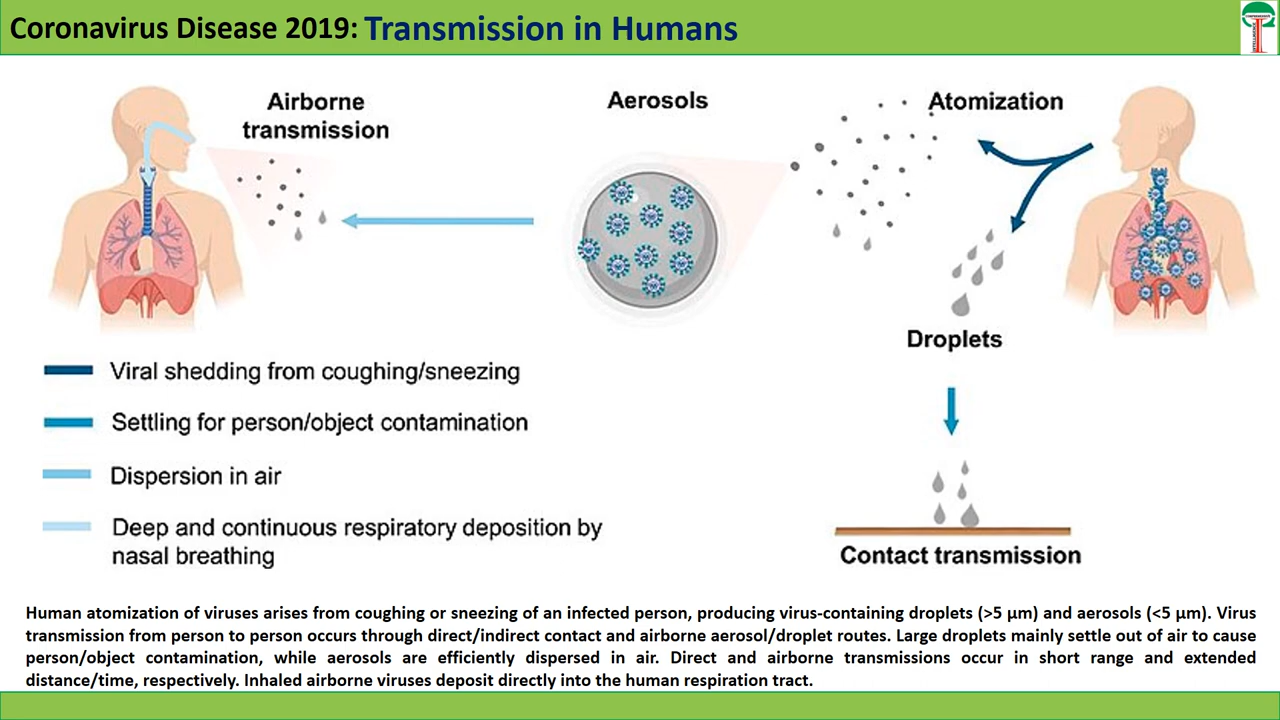 Coronavirus Disease 2019: Transmission in Humans
Airborne
transmission
Aerosols
Atomization
Droplets
Viral shedding from coughing/sneezing
Settling for person/object contamination
Dispersion in air
Deep and continuous respiratory deposition by
nasal breathing
Contact transmission
Human atomization of viruses arises from coughing or sneezing of an infected person, producing virus-containing droplets (>5 µm) and aerosols (<5 µm). Virus
transmission from person to person occurs through direct/indirect contact and airborne aerosol/droplet routes. Large droplets mainly settle out of air to cause
person/object contamination, while aerosols are efficiently dispersed in air. Direct and airborne transmissions occur in short range and extended
distance/time, respectively. Inhaled airborne viruses deposit directly into the human respiration tract.